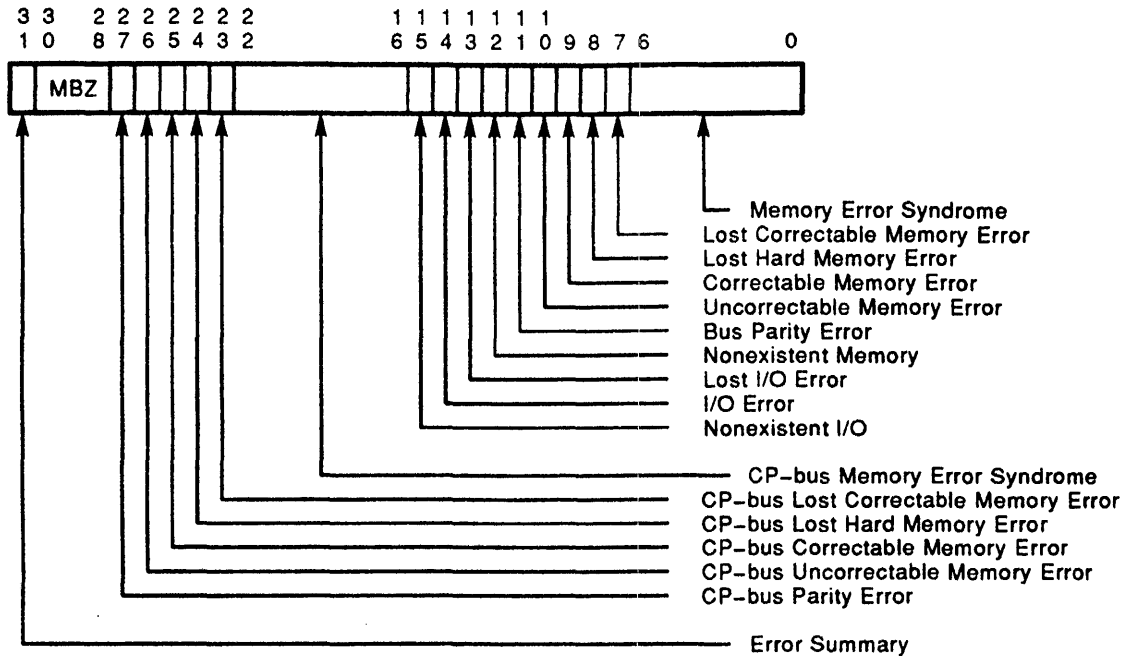 3 3 2 2 2 2 2 2 2 1 1 1 1 1 1 1
1 0 8 7 6 5 4 3 2 6 5 4 3 2 1 0 9 8 7 6 0
MBZ
Memory Error Syndrome
Lost Correctable Memory Error
Lost Hard Memory Error
Correctable Memory Error
Uncorrectable Memory Error
Bus Parity Error
Nonexistent Memory
Lost I/O Error
I/O Error
Nonexistent I/O
CP-bus Memory Error Syndrome
CP-bus Lost Correctable Memory Error
CP-bus Lost Hard Memory Error
CP-bus Correctable Memory Error
CP-bus Uncorrectable Memory Error
CP-bus Parity Error
Error Summary